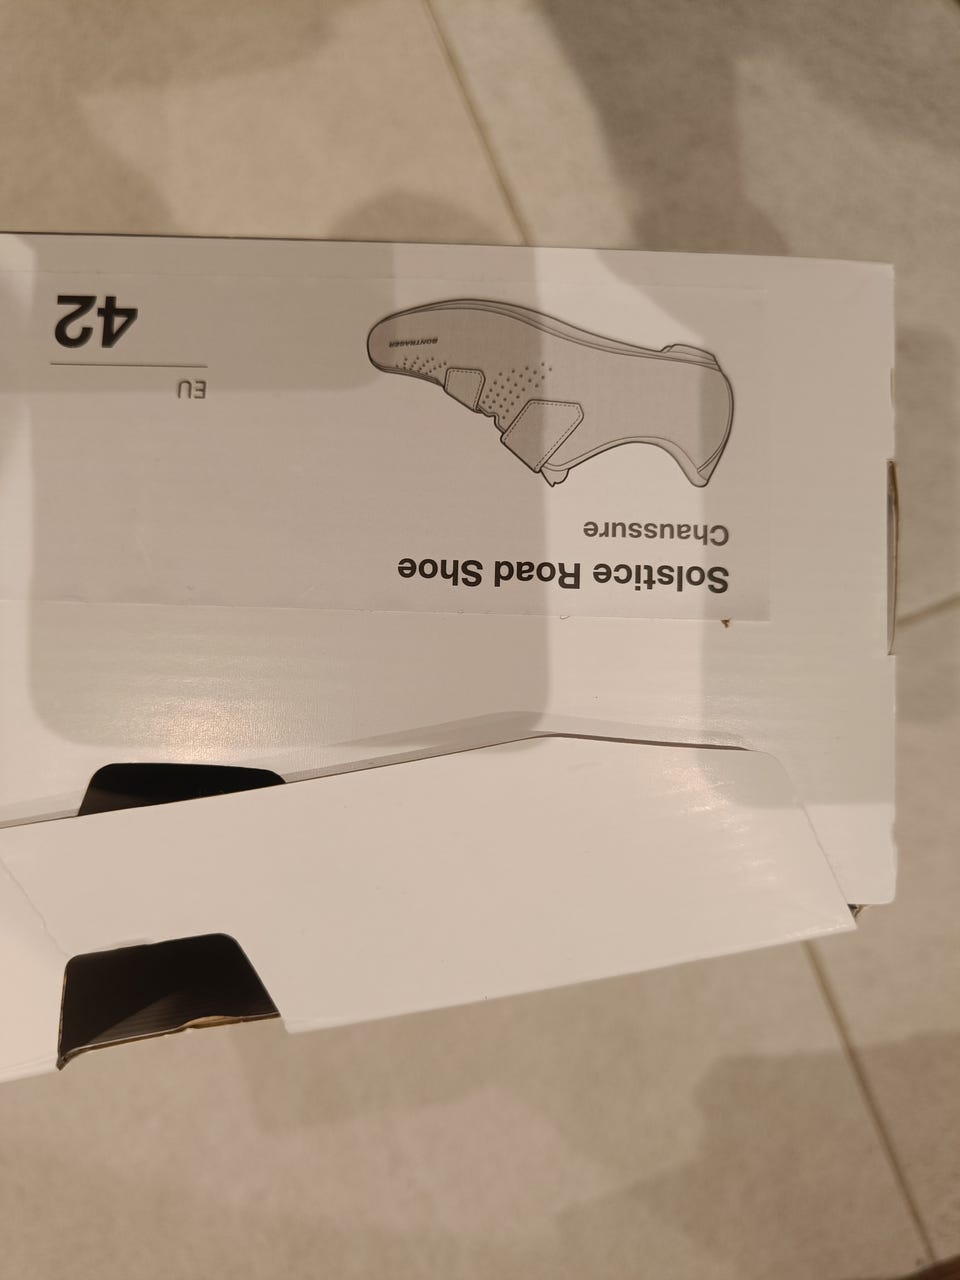 Solstice Road Shoe
Chaussure
BONTRAGER
EU
42